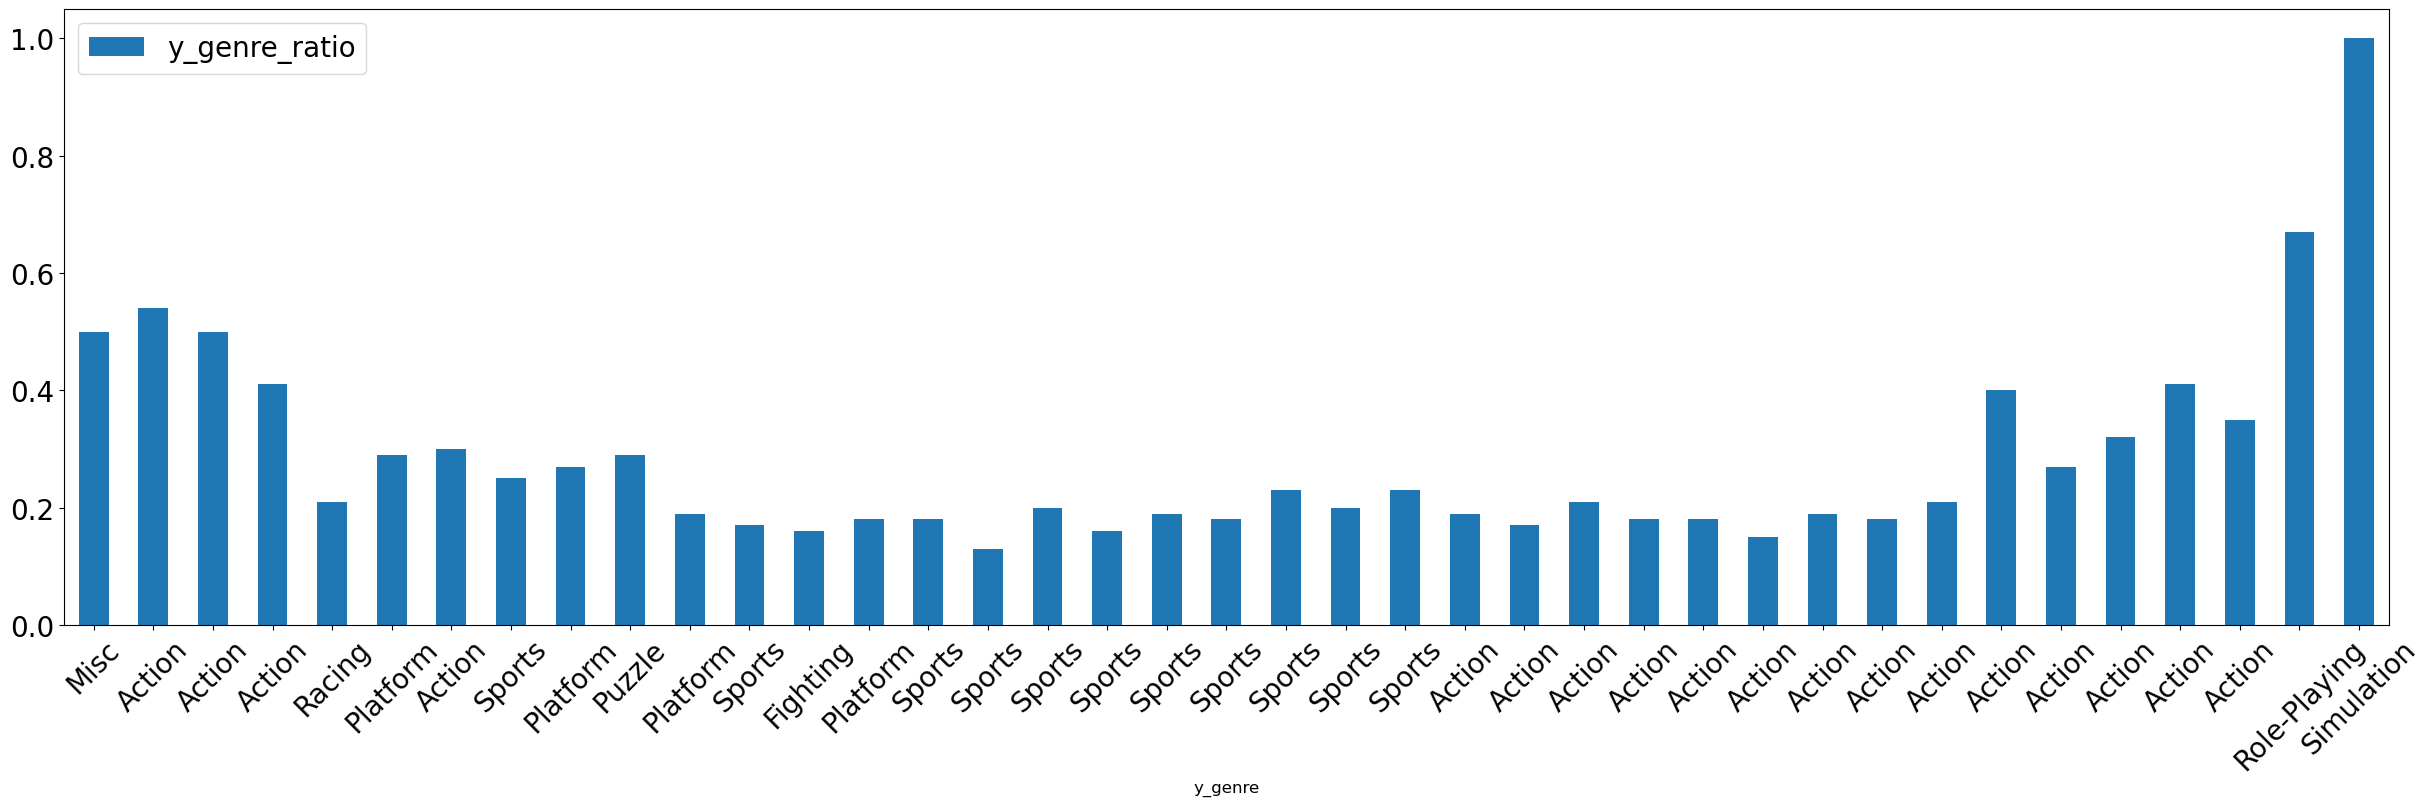 y_genre_ratio
1.0
0.8
0.6
0.4
0.2
0.0
Misc
Action
Action
Action
Racing
Platform
Action
Sports
Platform
Puzzle
Platform
Sports
Fighting
Platform
Sports
Sports
Sports
Sports
Sports
Sports
Sports
Sports
Sports
Action
Action
Action
Action
Action
Action
Action
Action
Action
Action
Action
Action
Action
Action
Role-Playing
Simulation
y_genre